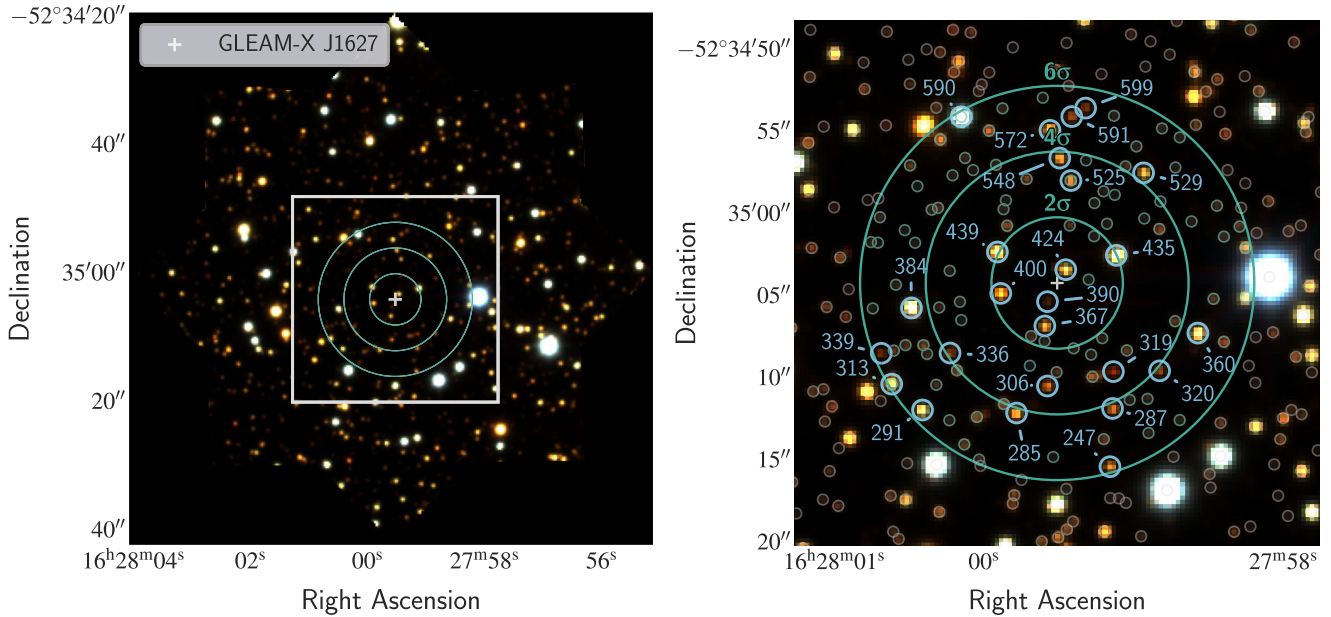 −52°34′20″
GLEAM-X J1627
40″
35′00″
20″
40″
Declination
16ʰ28ᵐ04ˢ
02ˢ
00ˢ
27ᵐ58ˢ
56ˢ
Right Ascension
−52°34′50″
55″
35′00″
05″
10″
15″
20″
Declination
6σ
590
599
572
591
4σ
548
525
529
2σ
439
424
435
384
400
390
367
339
336
319
313
306
360
320
291
285
247
287
16ʰ28ᵐ01ˢ
00ˢ
27ᵐ58ˢ
Right Ascension